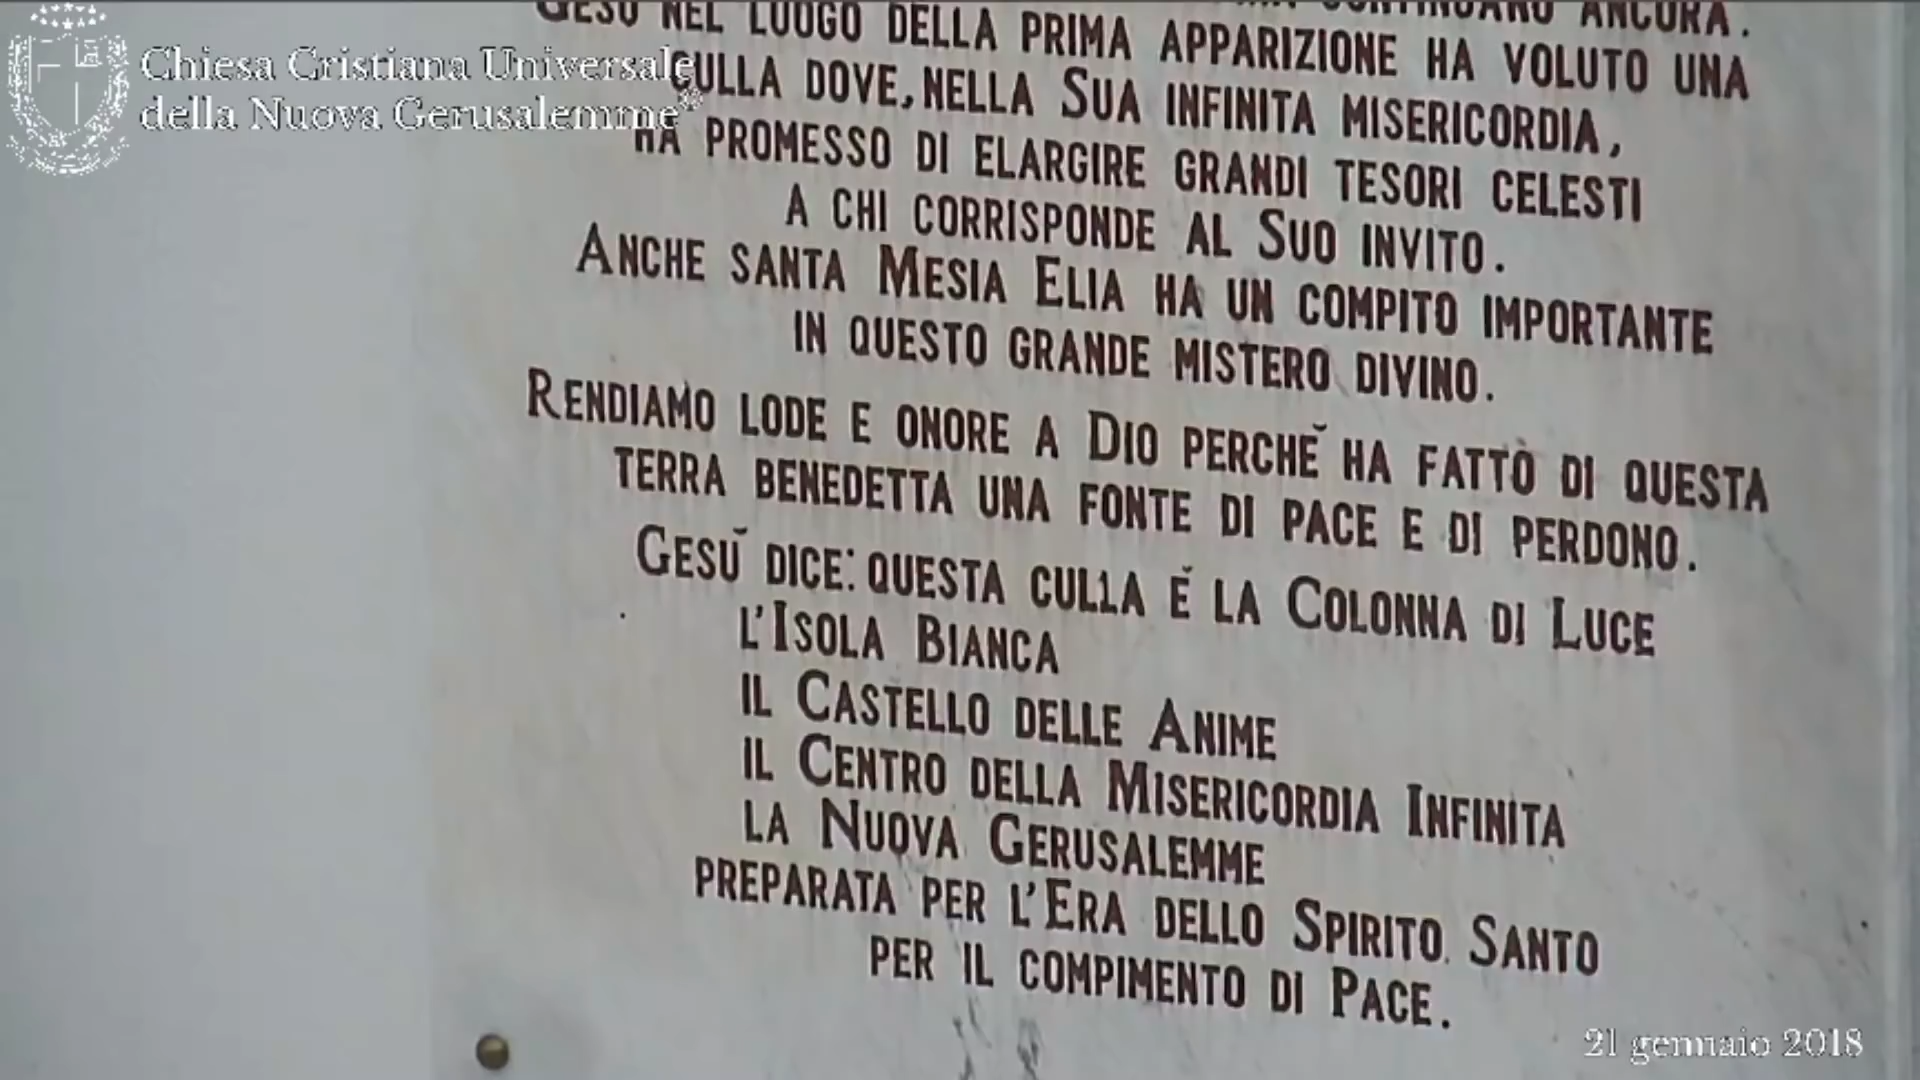 Chiesa Cristiana Universale
della Nuova Gerusalemme
CONTINUANO ANCORA.
GESÙ NEL LUOGO DELLA PRIMA APPARIZIONE HA VOLUTO UNA
CULLA DOVE, NELLA SUA INFINITA MISERICORDIA,
HA PROMESSO DI ELARGIRE GRANDI TESORI CELESTI
A CHI CORRISPONDE AL SUO INVITO.
ANCHE SANTA MESIA ELIA HA UN COMPITO IMPORTANTE
IN QUESTO GRANDE MISTERO DIVINO.
RENDIAMO LODE E ONORE A DIO PERCHĒ HA FATTO DI QUESTA
TERRA BENEDETTA UNA FONTE DI PACE E DI PERDONO.
GESŪ DICE: QUESTA CULLA Ē LA COLONNA DI LUCE
L'ISOLA BIANCA
IL CASTELLO DELLE ANIME
IL CENTRO DELLA MISERICORDIA INFINITA
LA NUOVA GERUSALEMME
PREPARATA PER L'ERA DELLO SPIRITO SANTO
PER IL COMPIMENTO DI PACE.
21 gennaio 2018